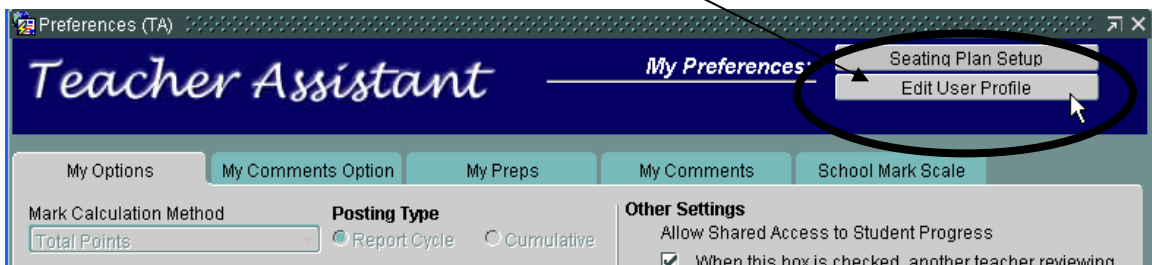 Preferences (TA)
Teacher Assistant
My Preferences:
Seating Plan Setup
Edit User Profile
My Options
My Comments Option
My Preps
My Comments
School Mark Scale
Mark Calculation Method
Posting Type
Other Settings
Total Points
Report Cycle
Cumulative
Allow Shared Access to Student Progress
When this box is checked, another teacher reviewing